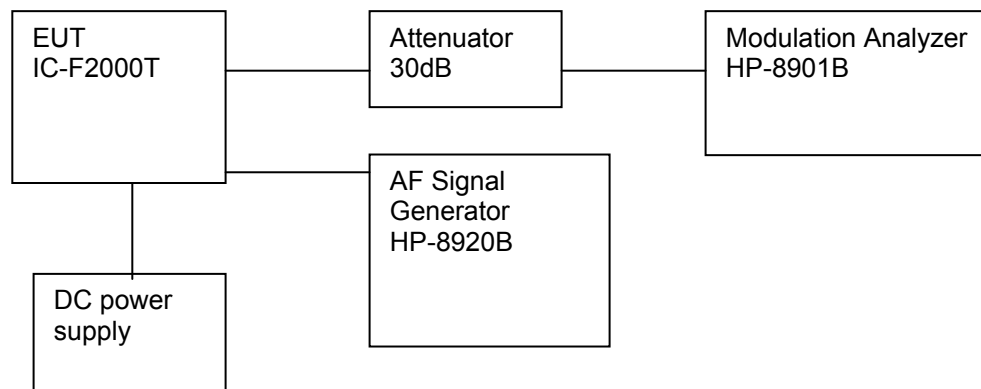 EUT
IC-F2000T
Attenuator
30dB
Modulation Analyzer
HP-8901B
AF Signal
Generator
HP-8920B
DC power
supply